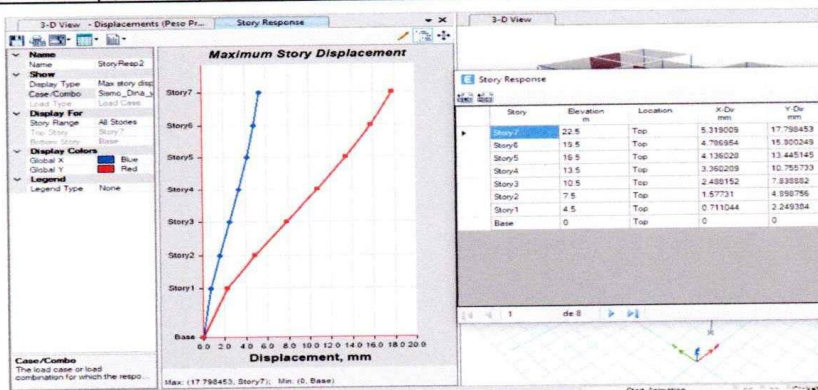 3-D View - Displacements (Peso Pr...
Story Response
3-D View
Name
Name StoryResp2
Show
Display Type Max story disp
Case/Combo Sismo_Dina_y
Load Type Load Case
Display For
Story Range All Stories
Top Story Story7
Bottom Story Base
Display Colors
Global X Blue
Global Y Red
Legend
Legend Type None
Case/Combo
The load case or load
combination for which the respo...
Maximum Story Displacement
Story7
Story6
Story5
Story4
Story3
Story2
Story1
Base
0.0 2.0 4.0 6.0 8.0 10.0 12.0 14.0 16.0 18.0 20.0
Displacement, mm
Max: (17.798453, Story7); Min: (0, Base)
Story Response
Story Elevation Location X-Dir Y-Dir
m mm mm
Story7 22.5 Top 5.319009 17.798453
Story6 19.5 Top 4.786954 15.800249
Story5 16.5 Top 4.136028 13.445145
Story4 13.5 Top 3.360209 10.755733
Story3 10.5 Top 2.488152 7.838882
Story2 7.5 Top 1.57731 4.898756
Story1 4.5 Top 0.711044 2.249384
Base 0 Top 0 0
1 de 8
Start Animation